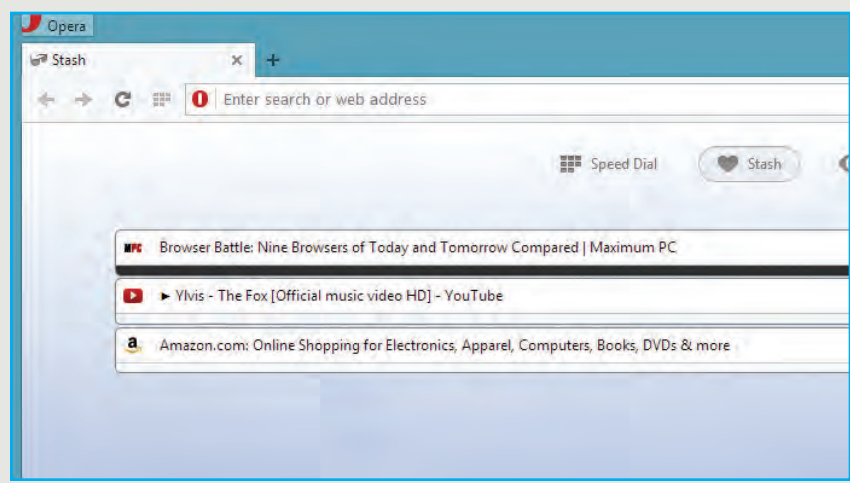 Opera
Stash
Enter search or web address
Speed Dial Stash
MPC Browser Battle: Nine Browsers of Today and Tomorrow Compared | Maximum PC
► Ylvis - The Fox [Official music video HD] - YouTube
a Amazon.com: Online Shopping for Electronics, Apparel, Computers, Books, DVDs & more